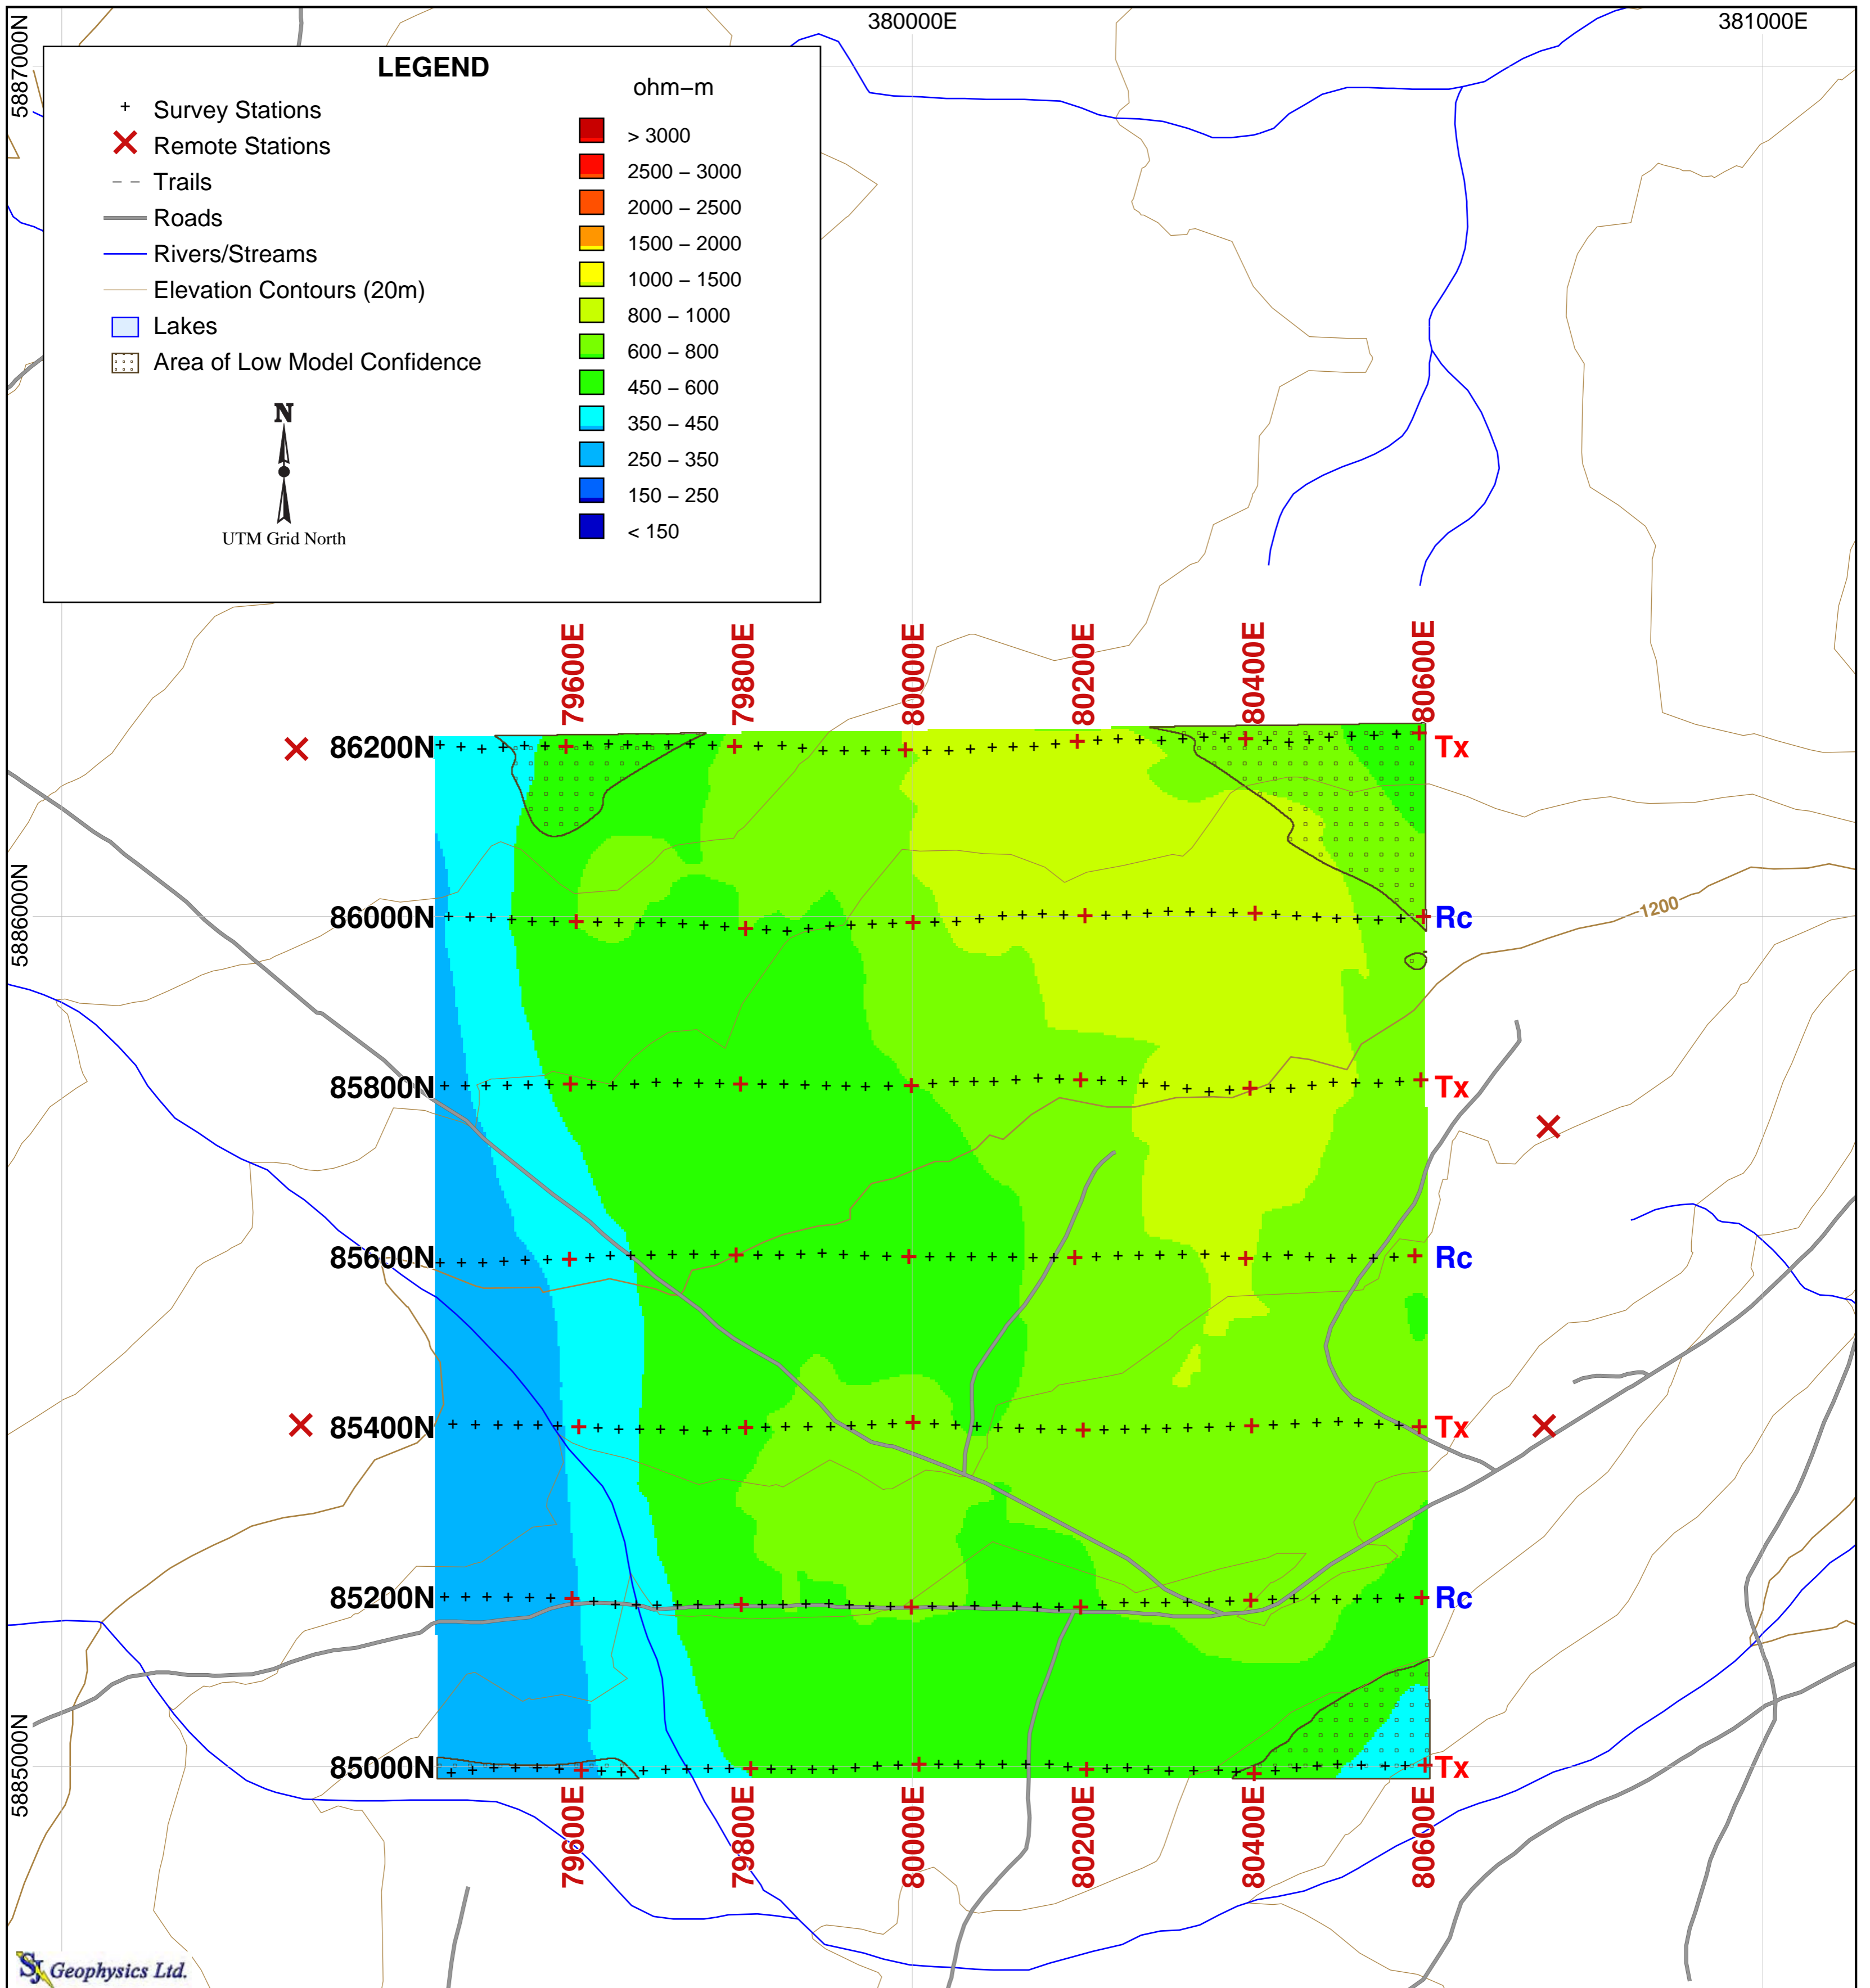 380000E
381000E
5887000N
LEGEND
Survey Stations
Remote Stations
Trails
Roads
Rivers/Streams
Elevation Contours (20m)
Lakes
Area of Low Model Confidence
N
UTM Grid North
ohm−m
> 3000
2500 − 3000
2000 − 2500
1500 − 2000
1000 − 1500
800 − 1000
600 − 800
450 − 600
350 − 450
250 − 350
150 − 250
< 150
79600E
79800E
80000E
80200E
80400E
80600E
86200N
Tx
5886000N
86000N
Rc
1200
85800N
Tx
85600N
Rc
85400N
Tx
85200N
Rc
5885000N
85000N
Tx
79600E
79800E
80000E
80200E
80400E
80600E
SJ Geophysics Ltd.